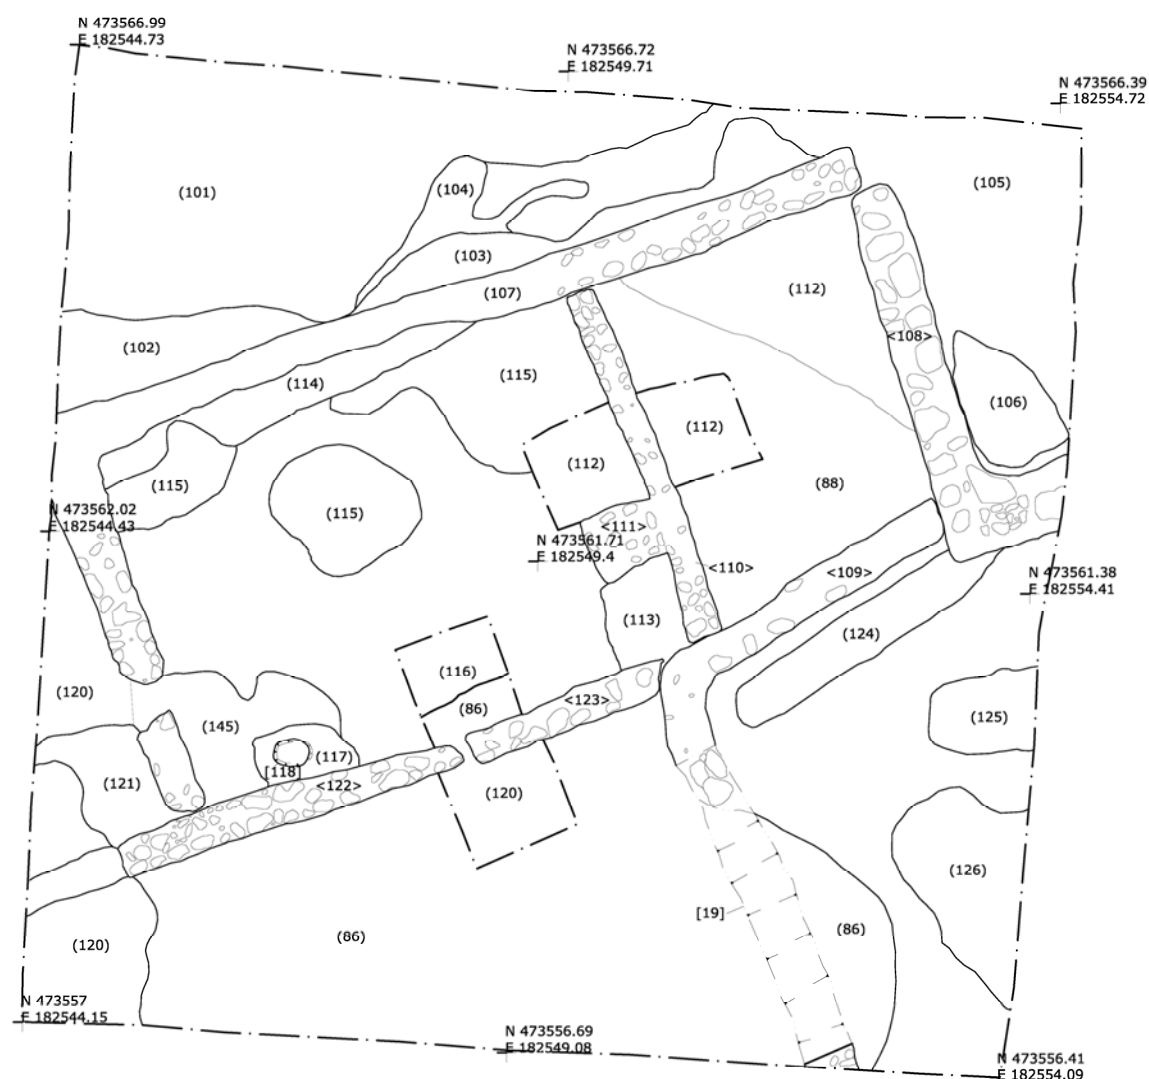 N 473566.99
E 182544.73
N 473566.72
E 182549.71
N 473566.39
E 182554.72
(101)
(104)
(105)
(103)
(107)
(112)
(102)
<108>
(114)
(115)
(106)
(112)
(112)
(115)
(88)
(115)
N 473562.02
E 182544.43
<111>
N 473561.71
E 182549.4
<110>
<109>
N 473561.38
E 182554.41
(113)
(124)
(116)
(120)
<123>
(86)
(125)
(145)
(117)
[118]
(121)
<122>
(120)
(126)
[19]
(86)
(86)
(120)
N 473557
E 182544.15
N 473556.69
E 182549.08
N 473556.41
E 182554.09